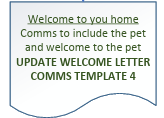 Welcome to you home
Comms to include the pet
and welcome to the pet
UPDATE WELCOME LETTER
COMMS TEMPLATE 4